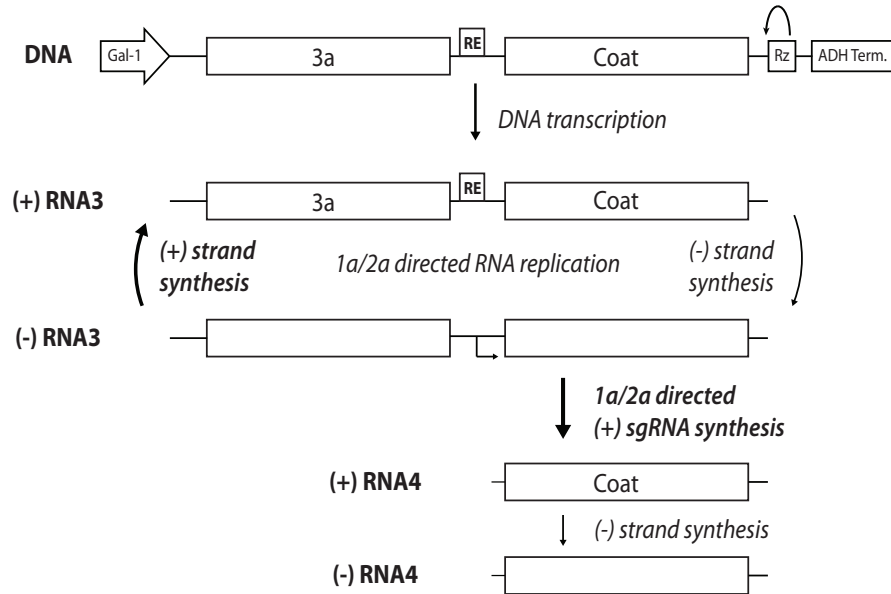 DNA
Gal-1
3a
RE
Coat
Rz
ADH Term.
DNA transcription
(+) RNA3
3a
RE
Coat
(+) strand
synthesis
1a/2a directed RNA replication
(-) strand
synthesis
(-) RNA3
1a/2a directed
(+) sgRNA synthesis
(+) RNA4
Coat
(-) strand synthesis
(-) RNA4